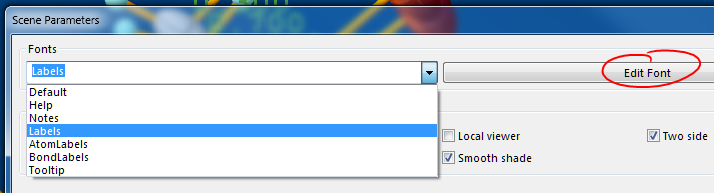 Scene Parameters
Fonts
Labels
Edit Font
Default
Help
Notes
Labels
AtomLabels
BondLabels
Tooltip
Local viewer
Two side
Smooth shade